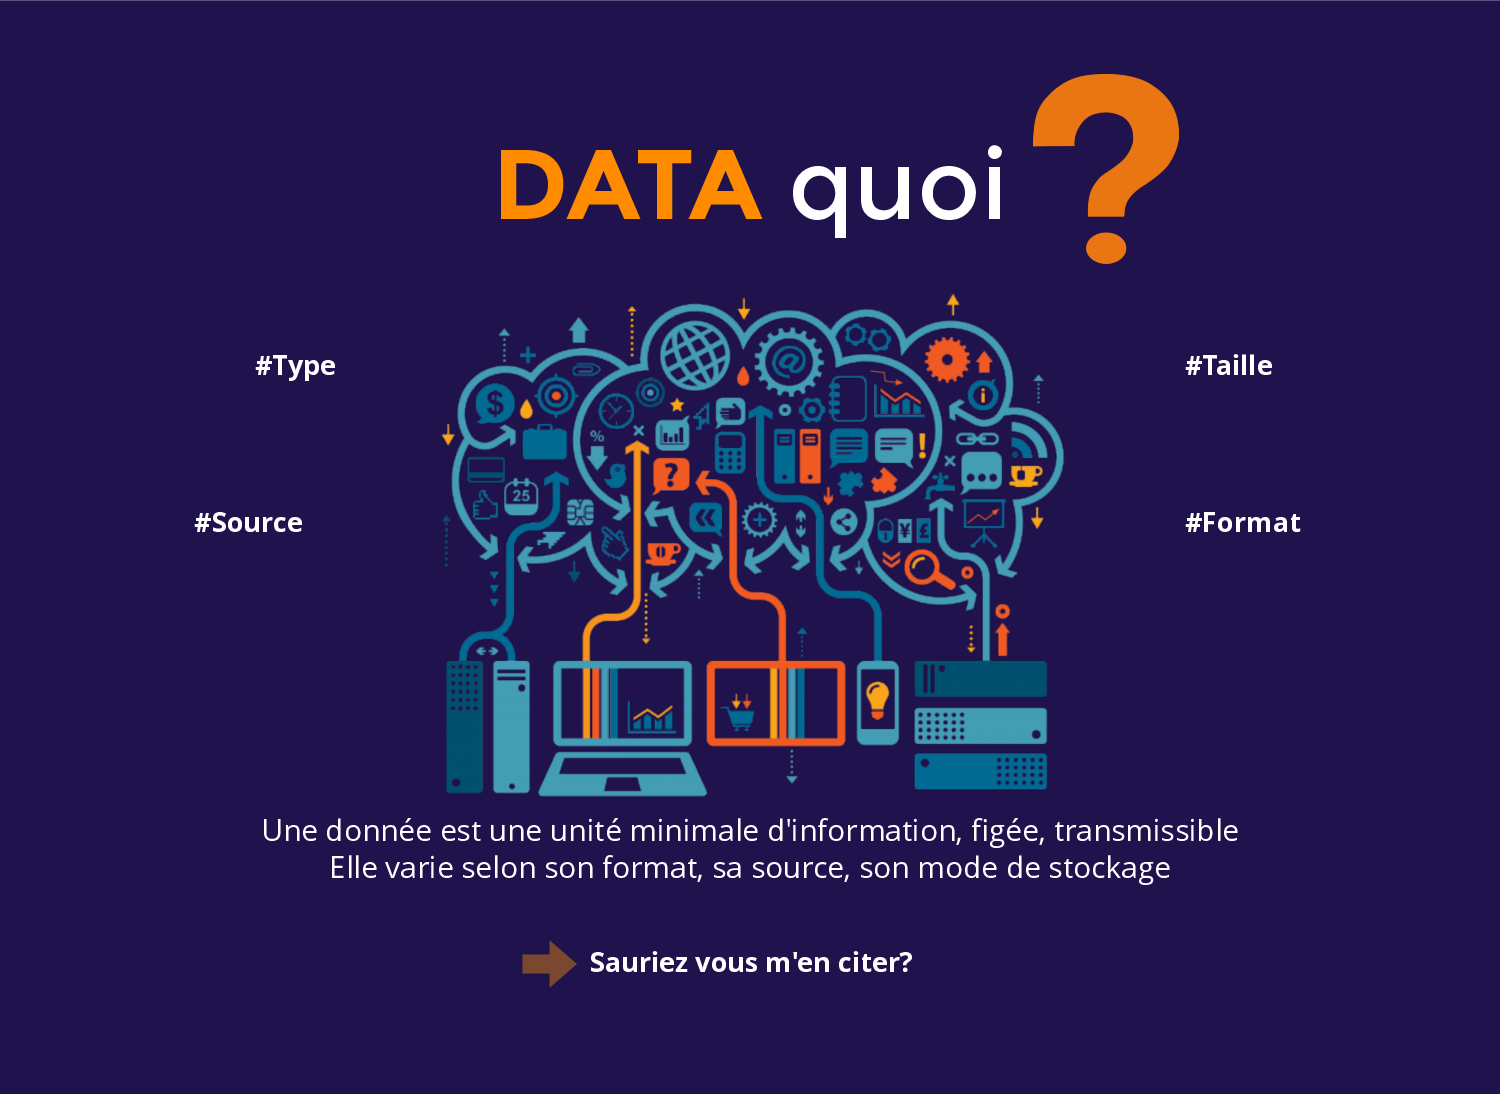 DATA quoi ?
#Type
#Taille
$
@
i
%
!
?
25
¥ £
#Source
#Format
Une donnée est une unité minimale d'information, figée, transmissible
Elle varie selon son format, sa source, son mode de stockage
Sauriez vous m'en citer?